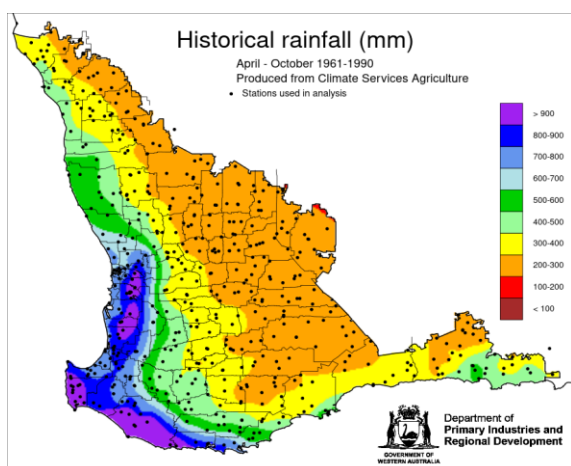 Historical rainfall (mm)
April - October 1961-1990
Produced from Climate Services Agriculture
• Stations used in analysis
> 900
800-900
700-800
600-700
500-600
400-500
300-400
200-300
100-200
< 100
Department of
Primary Industries and
Regional Development
GOVERNMENT OF
WESTERN AUSTRALIA